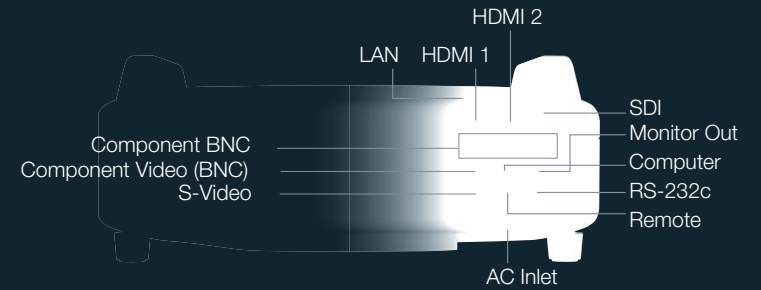 HDMI 2
LAN
HDMI 1
SDI
Monitor Out
Component BNC
Component Video (BNC)
Computer
S-Video
RS-232c
Remote
AC Inlet